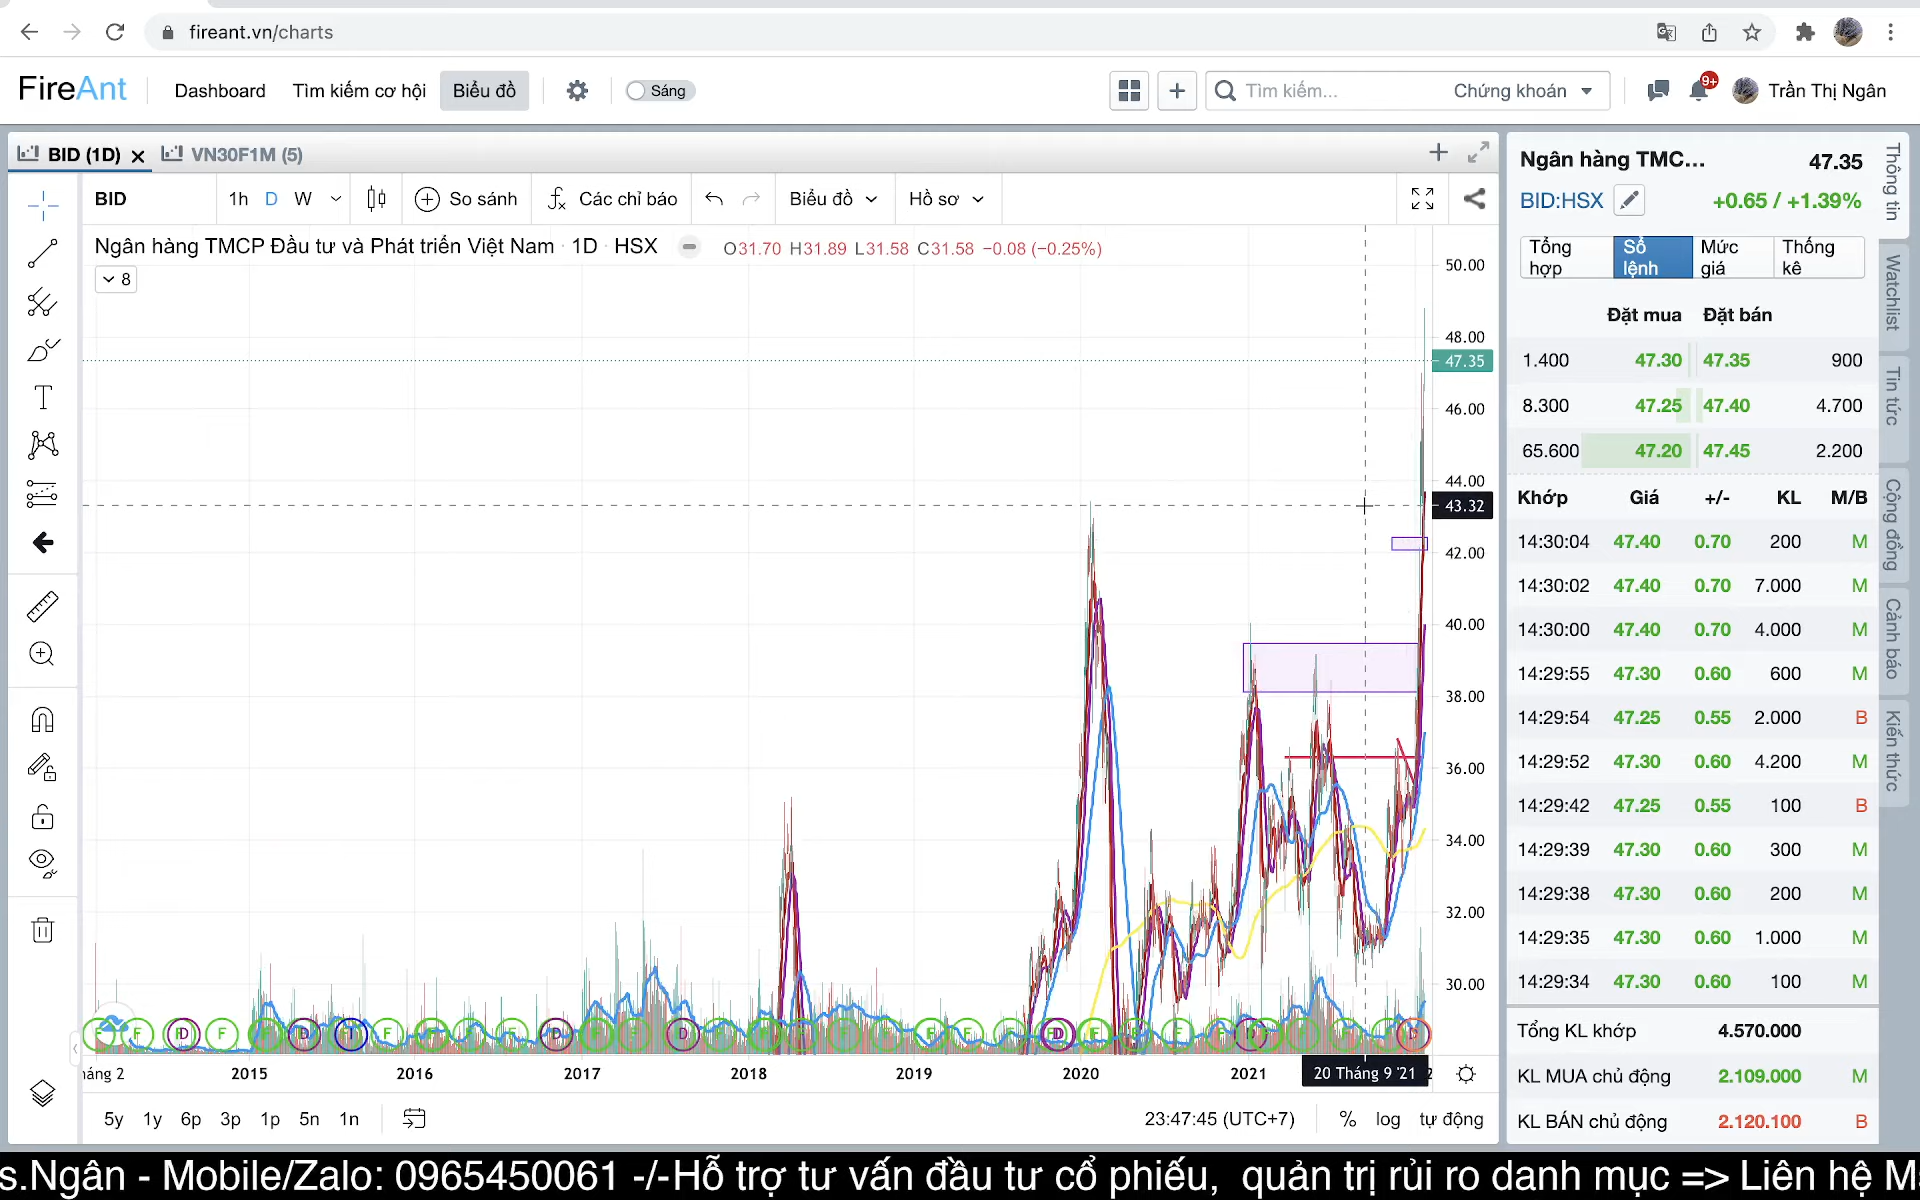 fireant.vn/charts
FireAnt Dashboard Tìm kiếm cơ hội Biểu đồ Sáng Tìm kiếm... Chứng khoán 9+ Trần Thị Ngân
BID (1D) VN30F1M (5)
BID 1h D W So sánh Các chỉ báo Biểu đồ Hồ sơ
Ngân hàng TMCP Đầu tư và Phát triển Việt Nam · 1D · HSX O31.70 H31.89 L31.58 C31.58 −0.08 (−0.25%)
8
50.00
48.00
47.35
46.00
44.00
43.32
42.00
40.00
38.00
36.00
34.00
32.00
30.00
2015 2016 2017 2018 2019 2020 2021 20 Tháng 9 '21
5y 1y 6p 3p 1p 5n 1n 23:47:45 (UTC+7) % log tự động
Ngân hàng TMC... 47.35
BID:HSX +0.65 / +1.39%
Tổng hợp Sổ lệnh Mức giá Thống kê
Đặt mua Đặt bán
1.400 47.30 47.35 900
8.300 47.25 47.40 4.700
65.600 47.20 47.45 2.200
Khớp Giá +/- KL M/B
14:30:04 47.40 0.70 200 M
14:30:02 47.40 0.70 7.000 M
14:30:00 47.40 0.70 4.000 M
14:29:55 47.30 0.60 600 M
14:29:54 47.25 0.55 2.000 B
14:29:52 47.30 0.60 4.200 M
14:29:42 47.25 0.55 100 B
14:29:39 47.30 0.60 300 M
14:29:38 47.30 0.60 200 M
14:29:35 47.30 0.60 1.000 M
14:29:34 47.30 0.60 100 M
Tổng KL khớp 4.570.000
KL MUA chủ động 2.109.000 M
KL BÁN chủ động 2.120.100 B
Thông tin
Watchlist
Tin tức
Cộng đồng
Cảnh báo
Kiến thức
s.Ngân - Mobile/Zalo: 0965450061 -/-Hỗ trợ tư vấn đầu tư cổ phiếu, quản trị rủi ro danh mục => Liên hệ